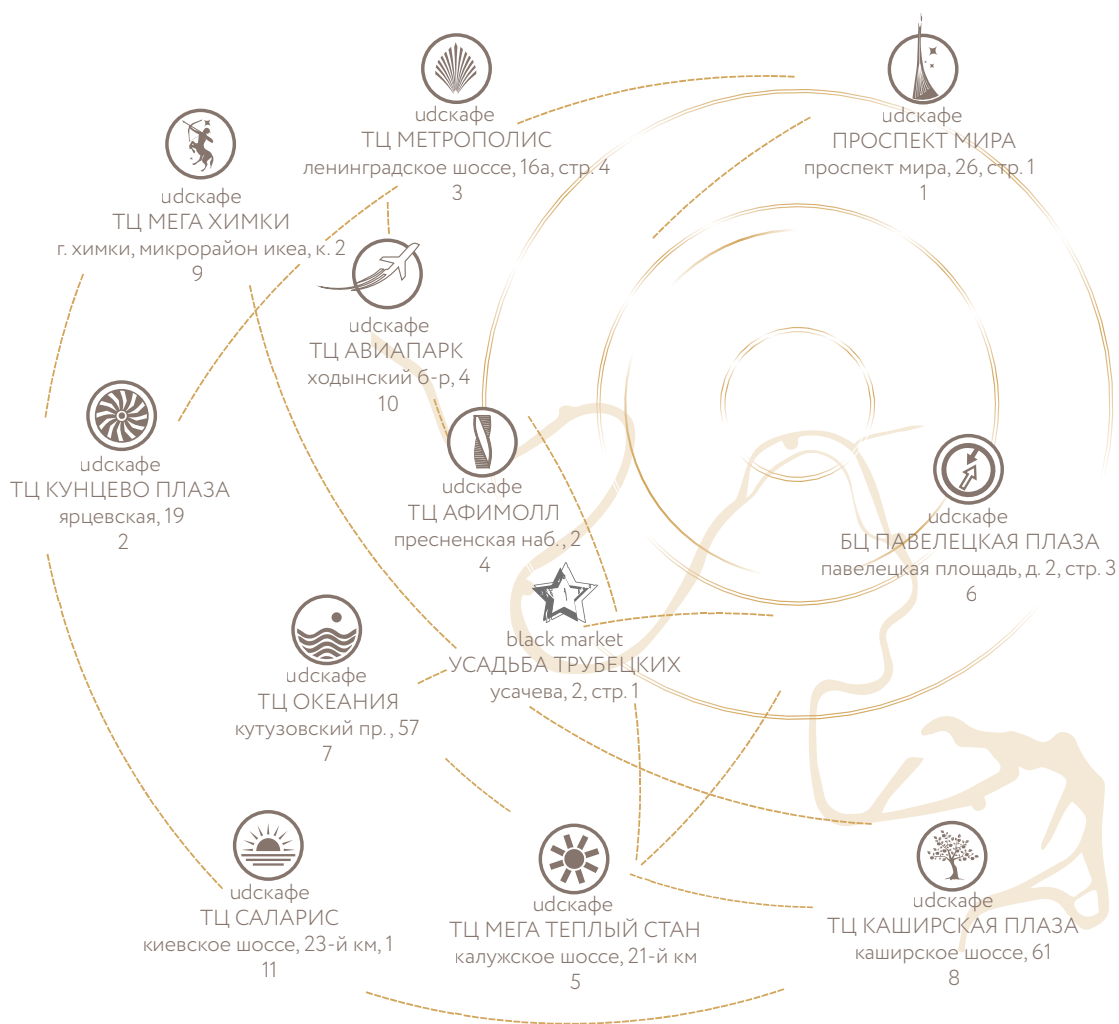 udcкафе
ПРОСПЕКТ МИРА
проспект мира, 26, стр. 1
1
udcкафе
ТЦ МЕТРОПОЛИС
ленинградское шоссе, 16а, стр. 4
3
udcкафе
ТЦ МЕГА ХИМКИ
г. химки, микрорайон икеа, к. 2
9
udcкафе
ТЦ АВИАПАРК
ходынский б-р, 4
10
udcкафе
ТЦ КУНЦЕВО ПЛАЗА
ярцевская, 19
2
udcкафе
ТЦ АФИМОЛЛ
пресненская наб., 2
4
udcкафе
БЦ ПАВЕЛЕЦКАЯ ПЛАЗА
павелецкая площадь, д. 2, стр. 3
6
black market
УСАДЬБА ТРУБЕЦКИХ
усачева, 2, стр. 1
udcкафе
ТЦ ОКЕАНИЯ
кутузовский пр., 57
7
udcкафе
ТЦ САЛАРИС
киевское шоссе, 23-й км, 1
11
udcкафе
ТЦ МЕГА ТЕПЛЫЙ СТАН
калужское шоссе, 21-й км
5
udcкафе
ТЦ КАШИРСКАЯ ПЛАЗА
каширское шоссе, 61
8